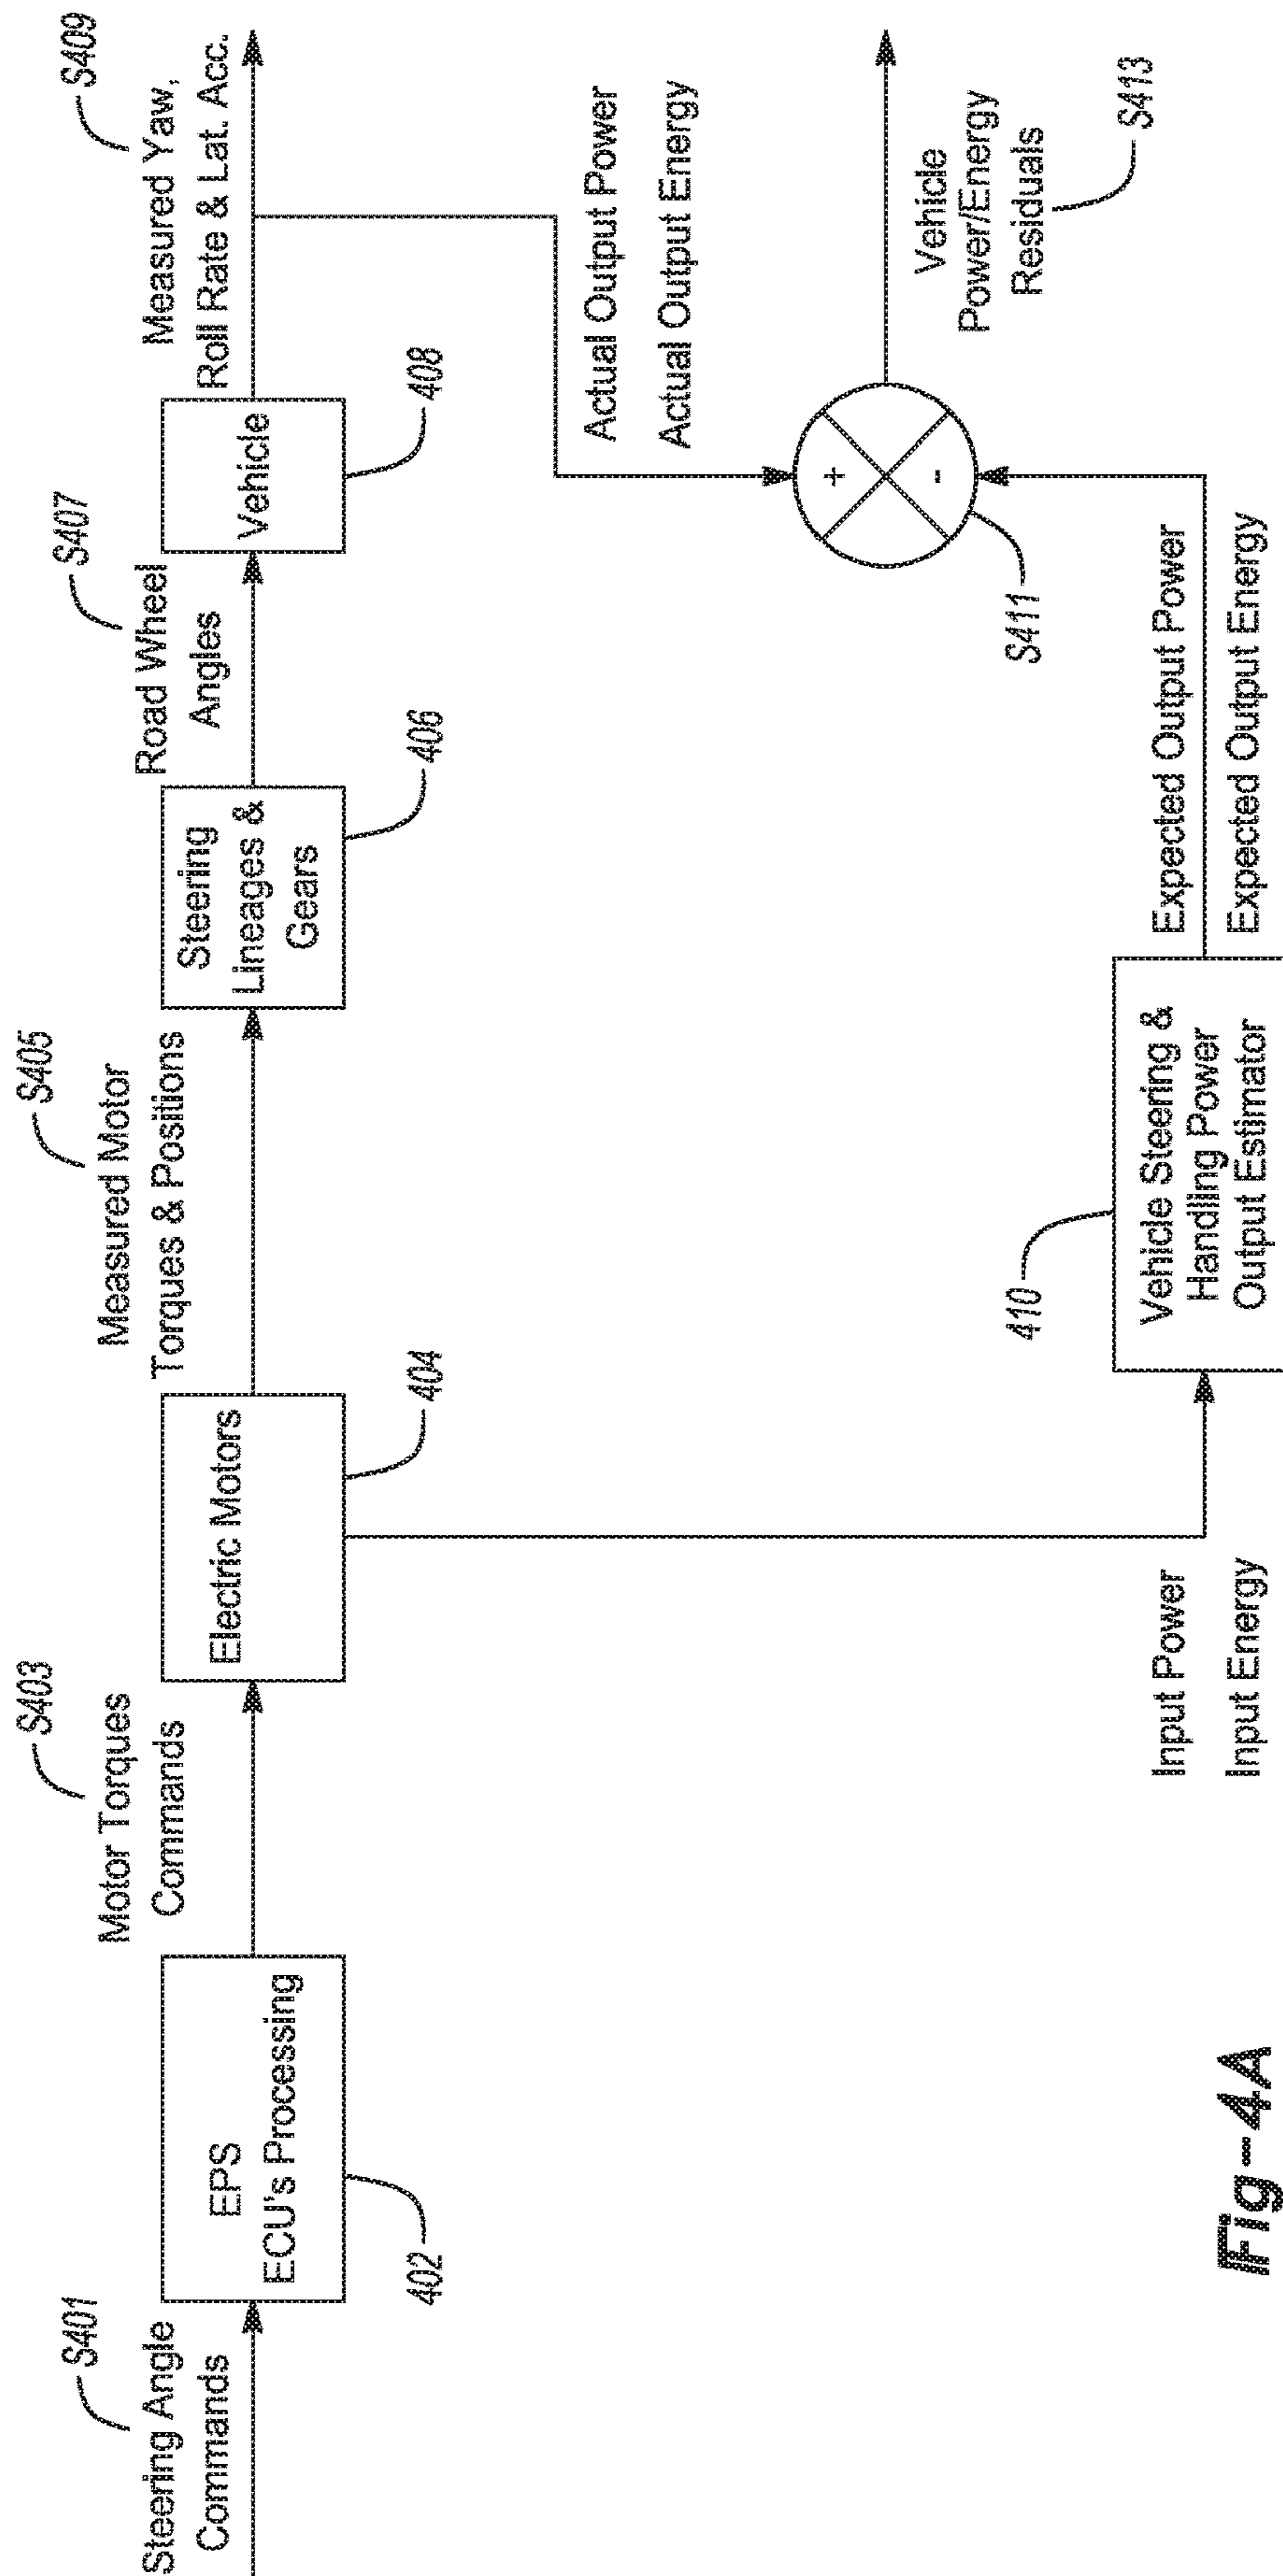 S401
Steering Angle
Commands
EPS
ECU's Processing
402
S403
Motor Torques
Commands
Electric Motors
404
S405
Measured Motor
Torques & Positions
Steering
Lineages &
Gears
406
S407
Road Wheel
Angles
Vehicle
408
S409
Measured Yaw,
Roll Rate & Lat. Acc.
Actual Output Power
Actual Output Energy
+
-
S411
Vehicle
Power/Energy
Residuals
S413
Input Power
Input Energy
410
Vehicle Steering &
Handling Power
Output Estimator
Expected Output Power
Expected Output Energy
Fig-4A